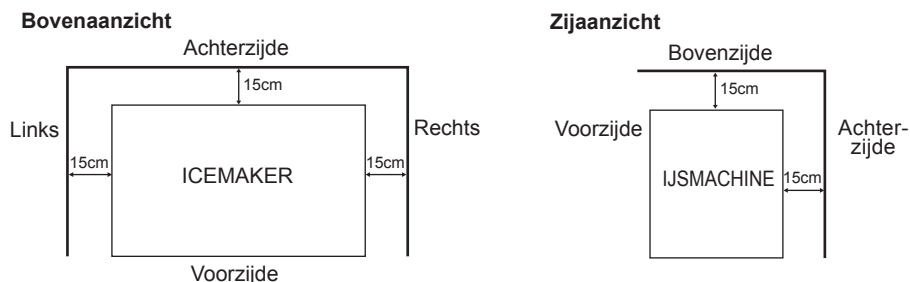 Bovenaanzicht
Achterzijde
15cm
Links
Rechts
15cm
15cm
ICEMAKER
Voorzijde
Zijaanzicht
Bovenzijde
15cm
Voorzijde
Achter-
zijde
IJSMACHINE
15cm